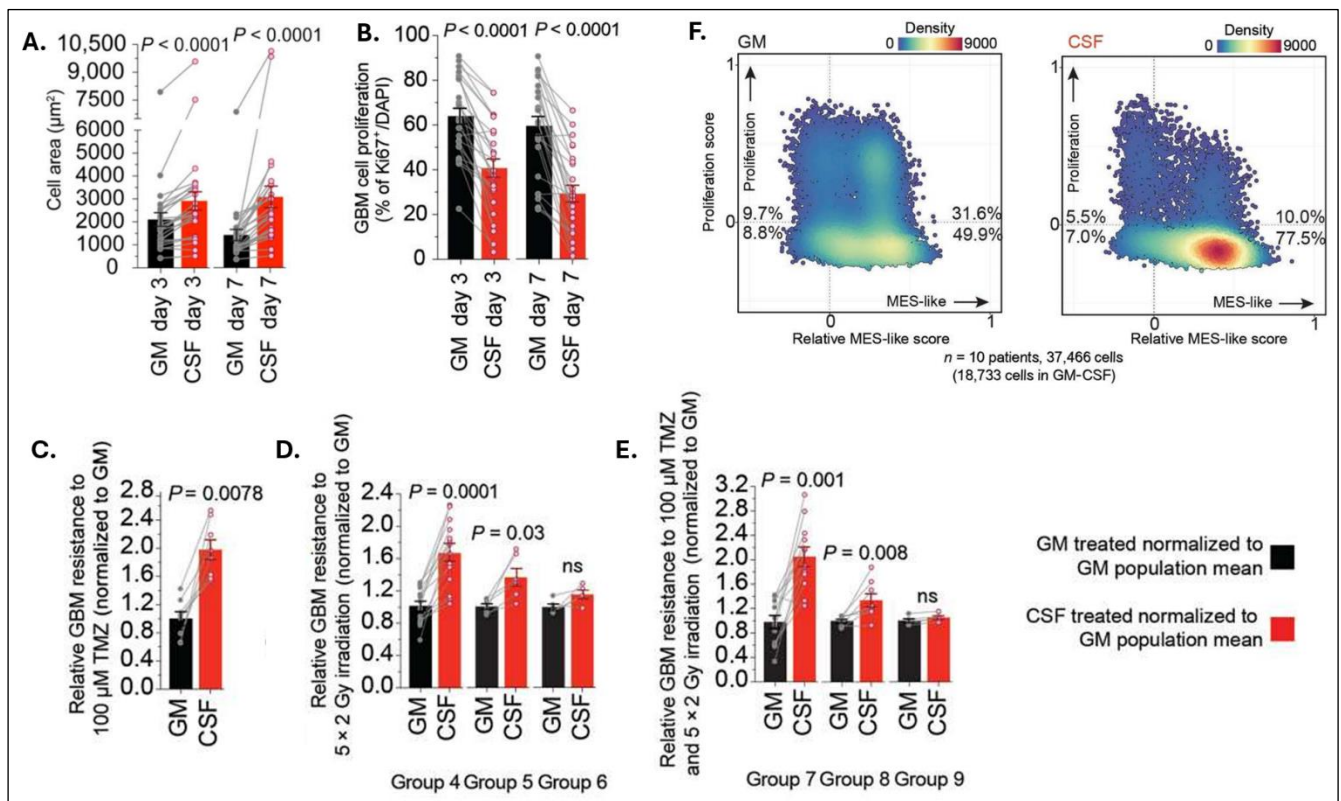 A.
P < 0.0001
P < 0.0001
10,500
9,000
7500
6000
5000
4000
3000
2000
1000
0
Cell area (µm²)
GM day 3
CSF day 3
GM day 7
CSF day 7
B.
P < 0.0001
P < 0.0001
100
80
60
40
20
0
GBM cell proliferation
(% of Ki67⁺/DAPI)
GM day 3
CSF day 3
GM day 7
CSF day 7
F.
GM
Density
0
9000
1
0
Proliferation score
Proliferation
9.7%
31.6%
8.8%
49.9%
MES-like
0
1
Relative MES-like score
CSF
Density
0
9000
1
0
Proliferation
5.5%
10.0%
7.0%
77.5%
MES-like
0
1
Relative MES-like score
n = 10 patients, 37,466 cells
(18,733 cells in GM-CSF)
C.
Relative GBM resistance to
100 µM TMZ (normalized to GM)
P = 0.0078
2.8
2.4
2.0
1.6
1.2
0.8
0.4
0.0
GM
CSF
D.
Relative GBM resistance to
5 × 2 Gy irradiation (normalized to GM)
2.4
2.0
1.6
1.2
0.8
0.4
0.0
P = 0.0001
P = 0.03
ns
GM
CSF
GM
CSF
GM
CSF
Group 4
Group 5
Group 6
E.
Relative GBM resistance to 100 µM TMZ
and 5 × 2 Gy irradiation (normalized to GM)
3.2
2.8
2.4
2.0
1.6
1.2
0.8
0.4
0.0
P = 0.001
P = 0.008
ns
GM
CSF
GM
CSF
GM
CSF
Group 7
Group 8
Group 9
GM treated normalized to
GM population mean
CSF treated normalized to
GM population mean